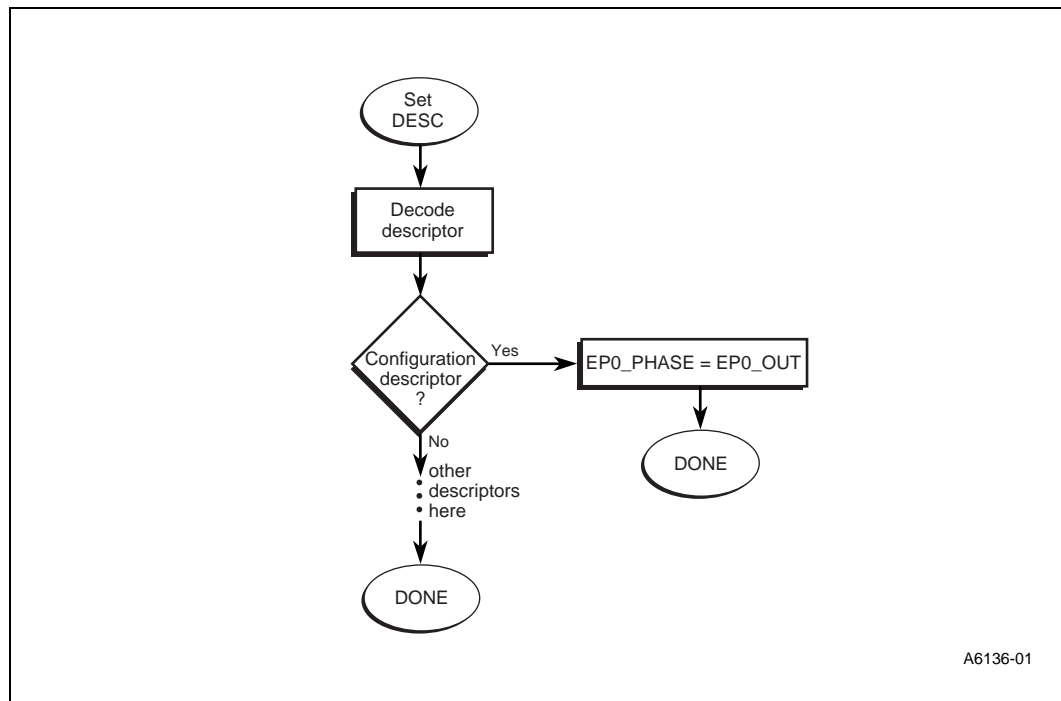 Set
DESC
Decode
descriptor
Configuration
descriptor
?
Yes
EP0_PHASE = EP0_OUT
DONE
No
other
descriptors
here
DONE
A6136-01